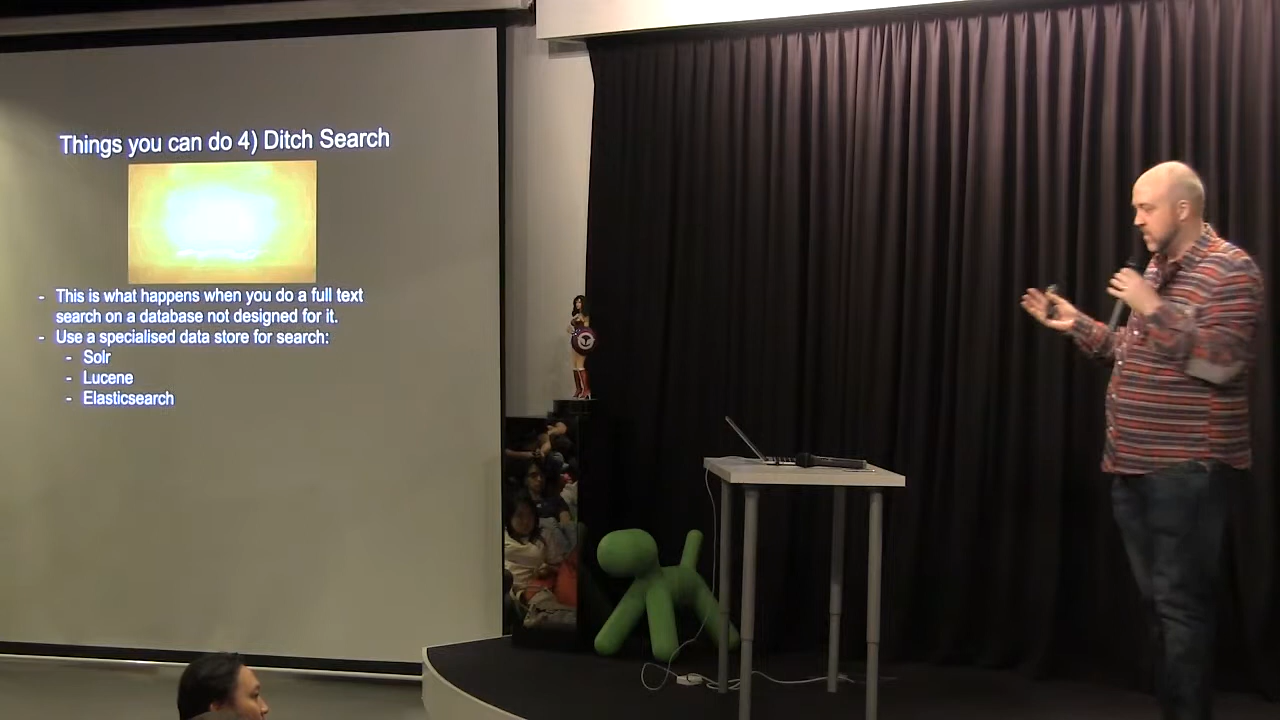 Things you can do 4) Ditch Search
- This is what happens when you do a full text
search on a database not designed for it.
- Use a specialised data store for search:
- Solr
- Lucene
- Elasticsearch